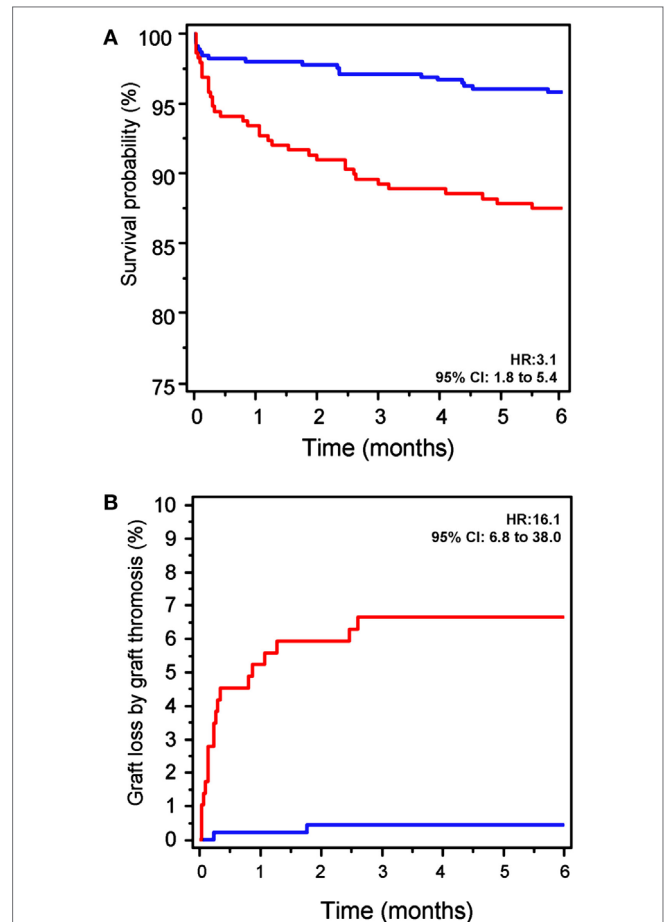 A
Survival probability (%)
100
95
90
85
80
75
HR:3.1
95% CI: 1.8 to 5.4
0 1 2 3 4 5 6
Time (months)
B
Graft loss by graft thromosis (%)
10
9
8
7
6
5
4
3
2
1
0
HR:16.1
95% CI: 6.8 to 38.0
0 1 2 3 4 5 6
Time (months)